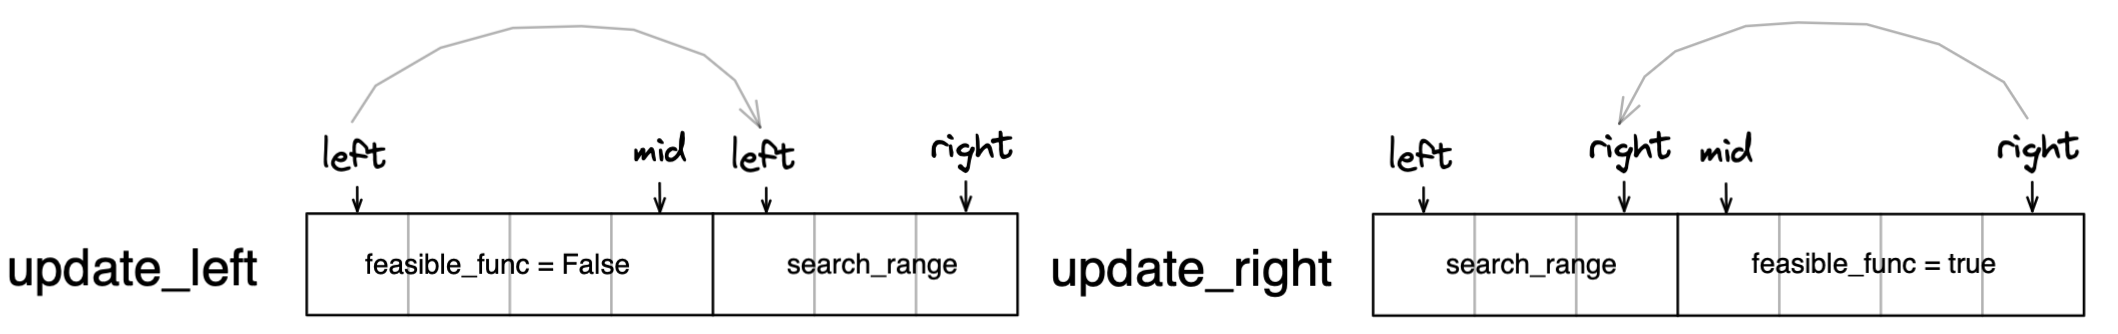 left mid left right
update_left feasible_func = False search_range
left right mid right
update_right search_range feasible_func = true